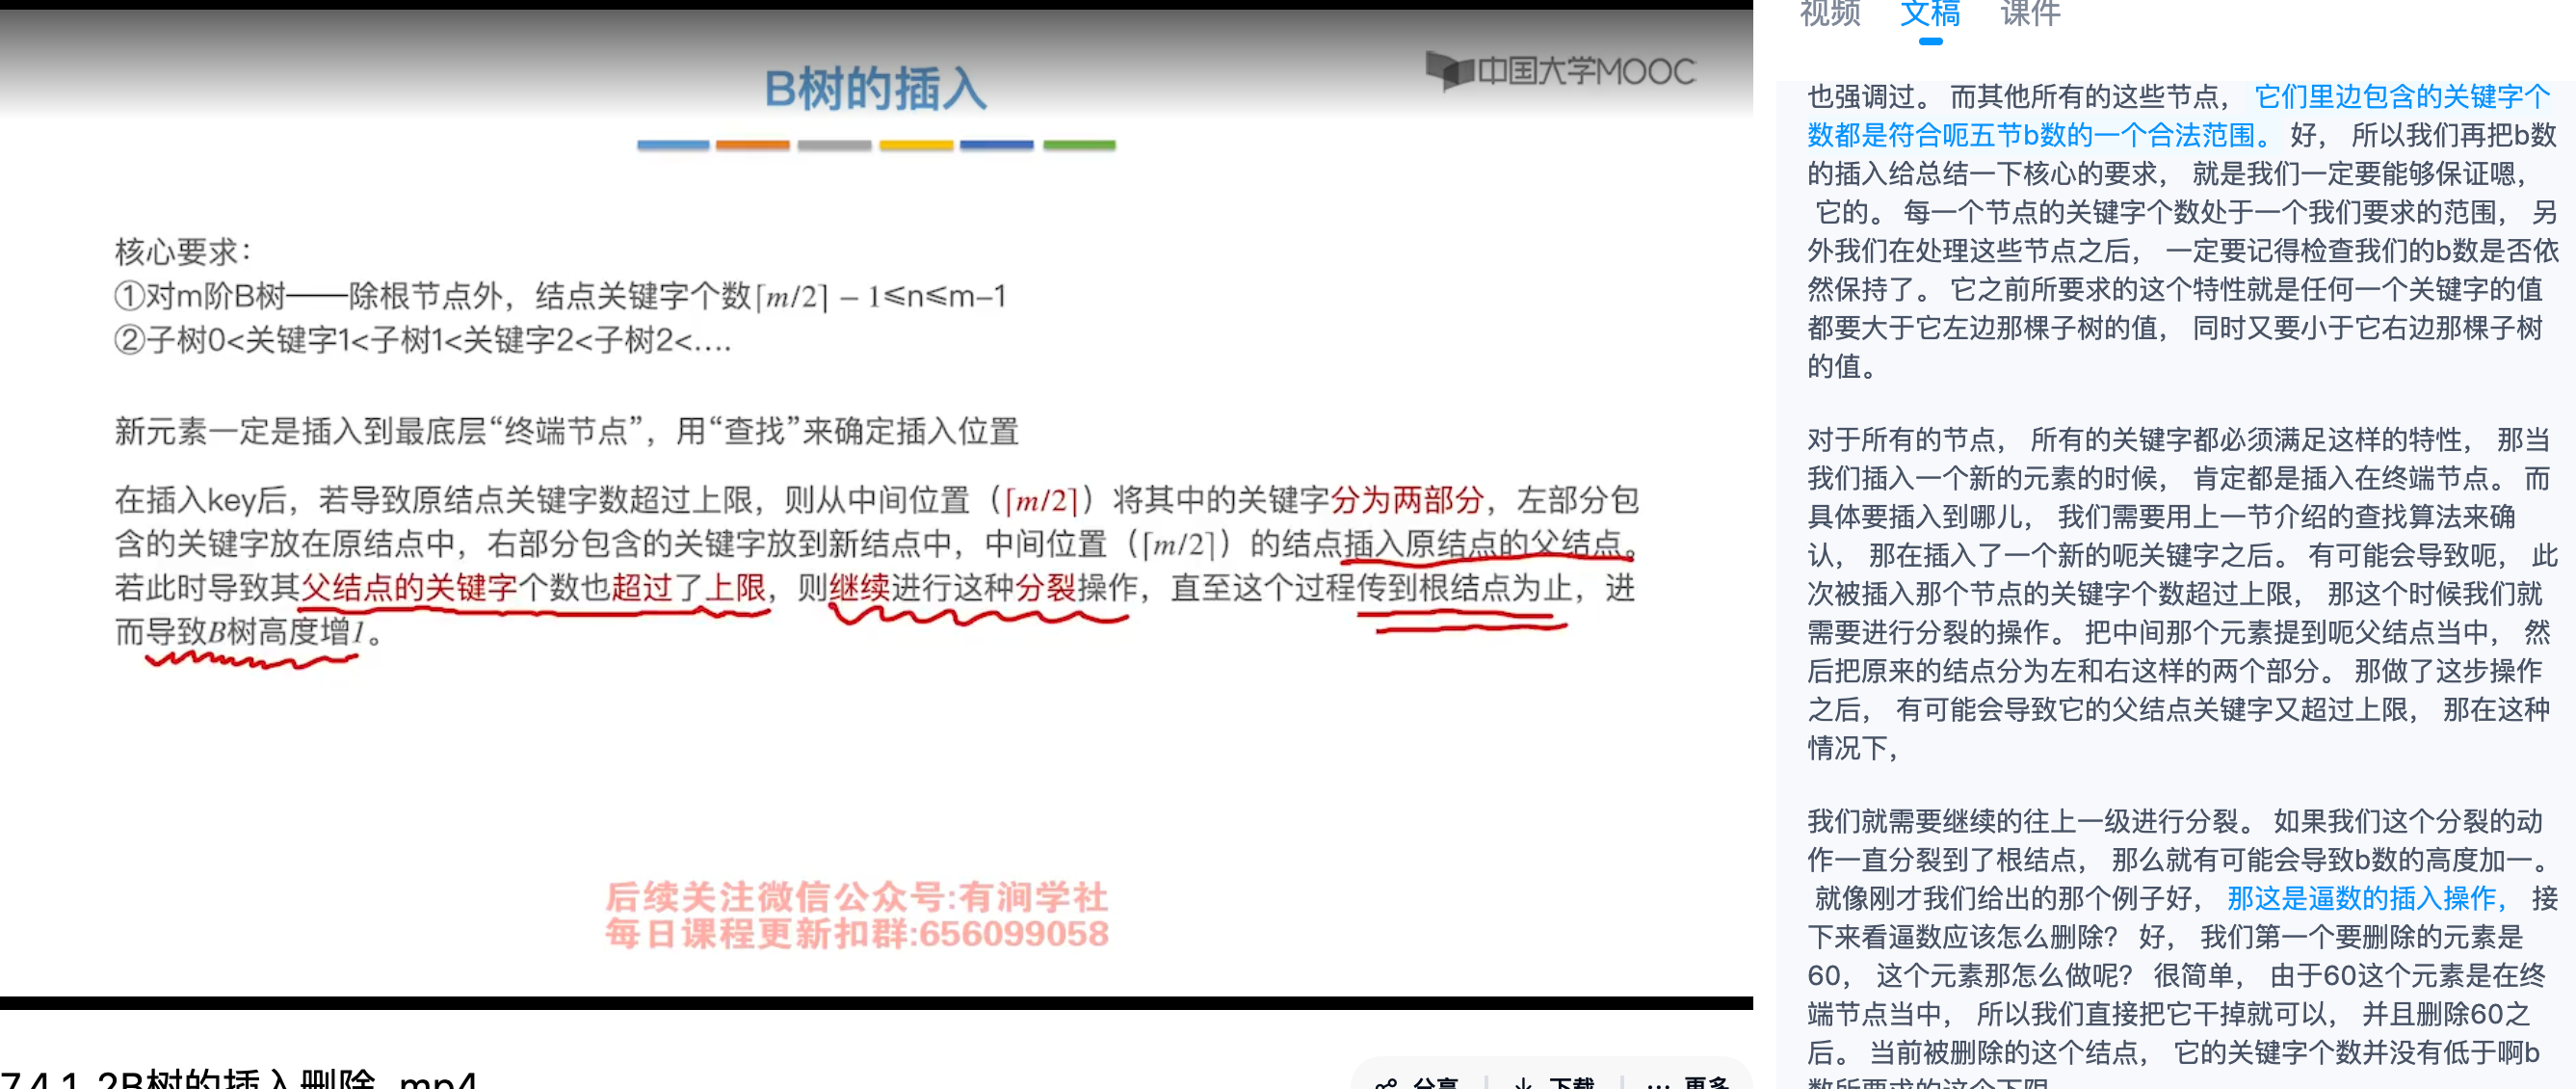 B树的插入
中国大学MOOC
核心要求：
①对m阶B树——除根节点外，结点关键字个数⌈m/2⌉ – 1≤n≤m–1
②子树0<关键字1<子树1<关键字2<子树2<....
新元素一定是插入到最底层“终端节点”，用“查找”来确定插入位置
在插入key后，若导致原结点关键字数超过上限，则从中间位置（⌈m/2⌉）将其中的关键字分为两部分，左部分包
含的关键字放在原结点中，右部分包含的关键字放到新结点中，中间位置（⌈m/2⌉）的结点插入原结点的父结点。
若此时导致其父结点的关键字个数也超过了上限，则继续进行这种分裂操作，直至这个过程传到根结点为止，进
而导致B树高度增1。
后续关注微信公众号:有涧学社
每日课程更新扣群:656099058
7.4.1_2B树的插入删除_.mp4
分享
下载
更多
视频 文稿 课件
也强调过。 而其他所有的这些节点， 它们里边包含的关键字个
数都是符合呃五节b数的一个合法范围。 好， 所以我们再把b数
的插入给总结一下核心的要求， 就是我们一定要能够保证嗯，
它的。 每一个节点的关键字个数处于一个我们要求的范围， 另
外我们在处理这些节点之后， 一定要记得检查我们的b数是否依
然保持了。 它之前所要求的这个特性就是任何一个关键字的值
都要大于它左边那棵子树的值， 同时又要小于它右边那棵子树
的值。
对于所有的节点， 所有的关键字都必须满足这样的特性， 那当
我们插入一个新的元素的时候， 肯定都是插入在终端节点。 而
具体要插入到哪儿， 我们需要用上一节介绍的查找算法来确
认， 那在插入了一个新的呃关键字之后。 有可能会导致呃， 此
次被插入那个节点的关键字个数超过上限， 那这个时候我们就
需要进行分裂的操作。 把中间那个元素提到呃父结点当中， 然
后把原来的结点分为左和右这样的两个部分。 那做了这步操作
之后， 有可能会导致它的父结点关键字又超过上限， 那在这种
情况下，
我们就需要继续的往上一级进行分裂。 如果我们这个分裂的动
作一直分裂到了根结点， 那么就有可能会导致b数的高度加一。
就像刚才我们给出的那个例子好， 那这是逼数的插入操作， 接
下来看逼数应该怎么删除？ 好， 我们第一个要删除的元素是
60， 这个元素那怎么做呢？ 很简单， 由于60这个元素是在终
端节点当中， 所以我们直接把它干掉就可以， 并且删除60之
后。 当前被删除的这个结点， 它的关键字个数并没有低于啊b
数所要求的这个下限